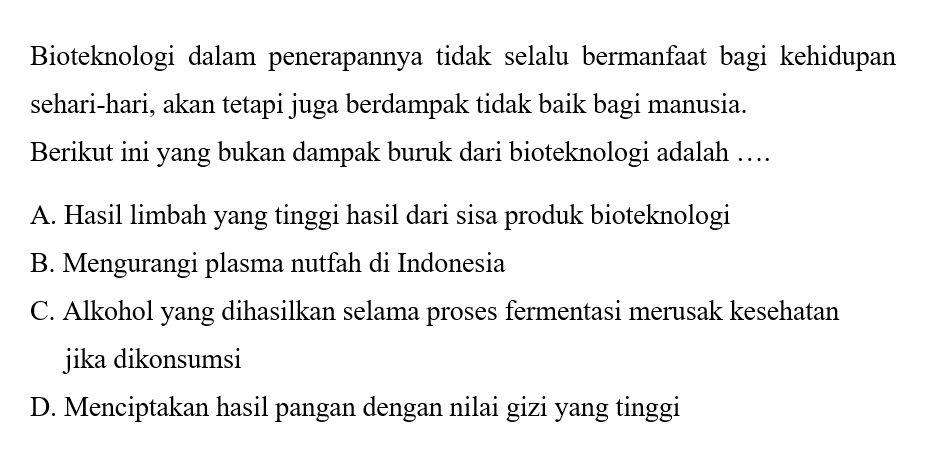 Bioteknologi dalam penerapannya tidak selalu bermanfaat bagi kehidupan
sehari-hari, akan tetapi juga berdampak tidak baik bagi manusia.
Berikut ini yang bukan dampak buruk dari bioteknologi adalah ….
A. Hasil limbah yang tinggi hasil dari sisa produk bioteknologi
B. Mengurangi plasma nutfah di Indonesia
C. Alkohol yang dihasilkan selama proses fermentasi merusak kesehatan
jika dikonsumsi
D. Menciptakan hasil pangan dengan nilai gizi yang tinggi